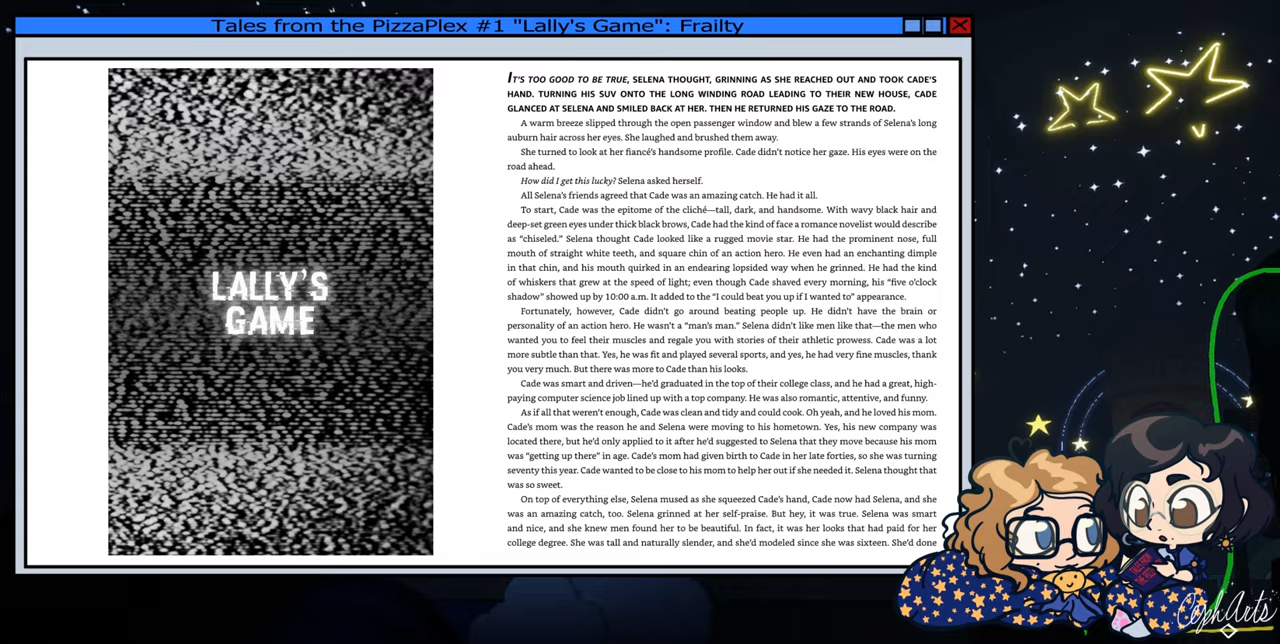 Tales from the PizzaPlex #1 "Lally's Game": Frailty
LALLY'S
GAME
IT'S TOO GOOD TO BE TRUE, SELENA THOUGHT, GRINNING AS SHE REACHED OUT AND TOOK CADE'S
HAND. TURNING HIS SUV ONTO THE LONG WINDING ROAD LEADING TO THEIR NEW HOUSE, CADE
GLANCED AT SELENA AND SMILED BACK AT HER. THEN HE RETURNED HIS GAZE TO THE ROAD.
A warm breeze slipped through the open passenger window and blew a few strands of Selena's long
auburn hair across her eyes. She laughed and brushed them away.
She turned to look at her fiancé's handsome profile. Cade didn't notice her gaze. His eyes were on the
road ahead.
How did I get this lucky? Selena asked herself.
All Selena's friends agreed that Cade was an amazing catch. He had it all.
To start, Cade was the epitome of the cliché—tall, dark, and handsome. With wavy black hair and
deep-set green eyes under thick black brows, Cade had the kind of face a romance novelist would describe
as "chiseled." Selena thought Cade looked like a rugged movie star. He had the prominent nose, full
mouth of straight white teeth, and square chin of an action hero. He even had an enchanting dimple
in that chin, and his mouth quirked in an endearing lopsided way when he grinned. He had the kind
of whiskers that grew at the speed of light; even though Cade shaved every morning, his "five o'clock
shadow" showed up by 10:00 a.m. It added to the "I could beat you up if I wanted to" appearance.
Fortunately, however, Cade didn't go around beating people up. He didn't have the brain or
personality of an action hero. He wasn't a "man's man." Selena didn't like men like that—the men who
wanted you to feel their muscles and regale you with stories of their athletic prowess. Cade was a lot
more subtle than that. Yes, he was fit and played several sports, and yes, he had very fine muscles, thank
you very much. But there was more to Cade than his looks.
Cade was smart and driven—he'd graduated in the top of their college class, and he had a great, high-
paying computer science job lined up with a top company. He was also romantic, attentive, and funny.
As if all that weren't enough, Cade was clean and tidy and could cook. Oh yeah, and he loved his mom.
Cade's mom was the reason he and Selena were moving to his hometown. Yes, his new company was
located there, but he'd only applied to it after he'd suggested to Selena that they move because his mom
was "getting up there" in age. Cade's mom had given birth to Cade in her late forties, so she was turning
seventy this year. Cade wanted to be close to his mom to help her out if she needed it. Selena thought that
was so sweet.
On top of everything else, Selena mused as she squeezed Cade's hand, Cade now had Selena, and she
was an amazing catch, too. Selena grinned at her self-praise. But hey, it was true. Selena was smart
and nice, and she knew men found her to be beautiful. In fact, it was her looks that had paid for her
college degree. She was tall and naturally slender, and she'd modeled since she was sixteen. She'd done
CephArts